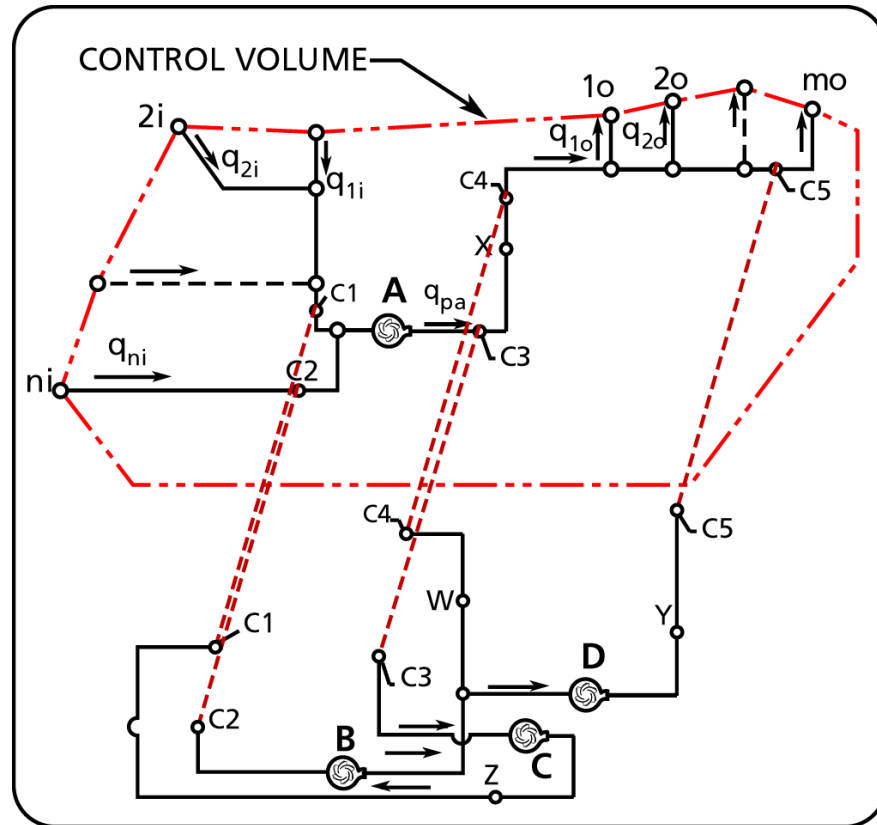 CONTROL VOLUME
1o
2o
mo
2i
q2i
q1i
q1o
q2o
C4
C5
X
C1
A
qpa
C3
qni
C2
ni
C4
C5
W
Y
C1
D
C3
C2
B
C
Z